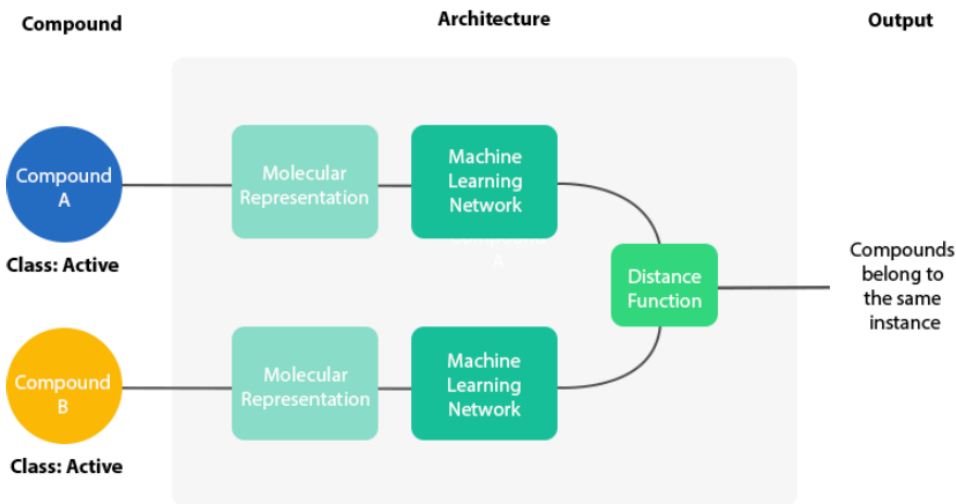 Compound
Architecture
Output
Compound
A
Class: Active
Molecular
Representation
Machine
Learning
Network
A
Distance
Function
Compounds
belong to
the same
instance
Compound
B
Class: Active
Molecular
Representation
Machine
Learning
Network